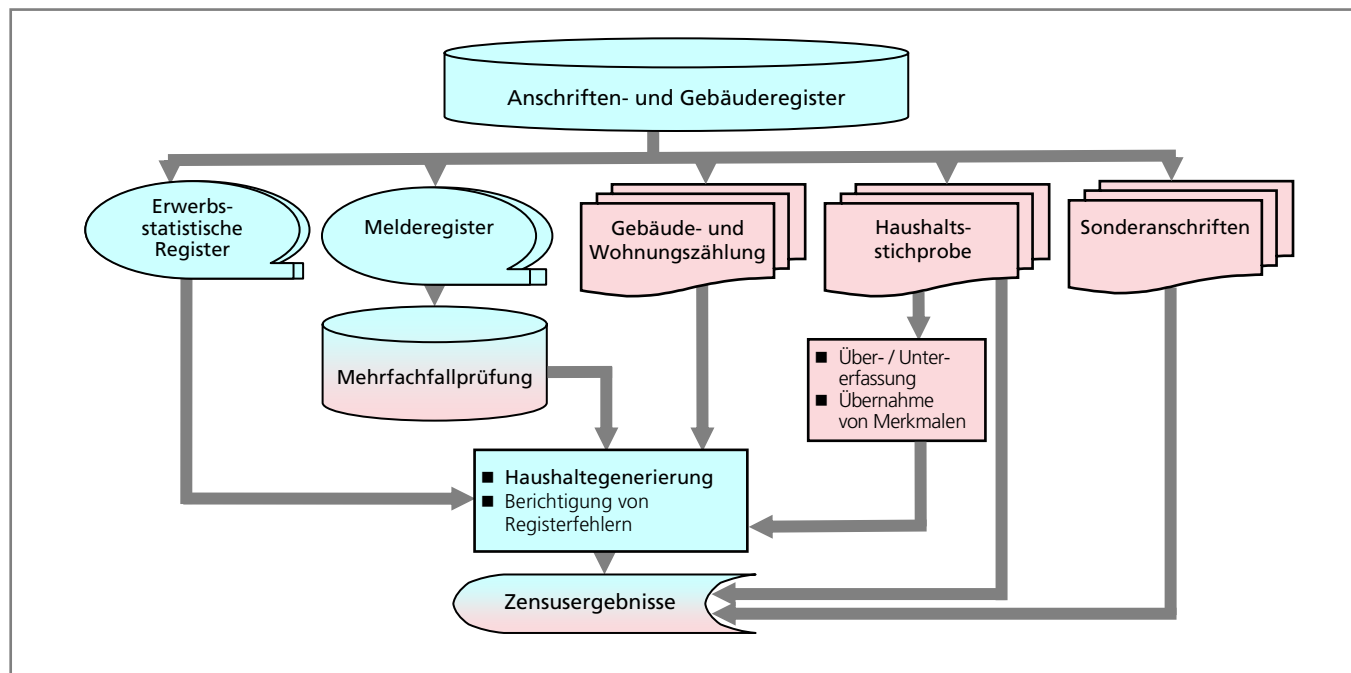 Anschriften- und Gebäuderegister
Erwerbs-
statistische
Register
Melderegister
Gebäude- und
Wohnungszählung
Haushalts-
stichprobe
Sonderanschriften
Mehrfachfallprüfung
■ Über- / Unter-
erfassung
■ Übernahme
von Merkmalen
■ Haushaltegenerierung
■ Berichtigung von
Registerfehlern
Zensusergebnisse